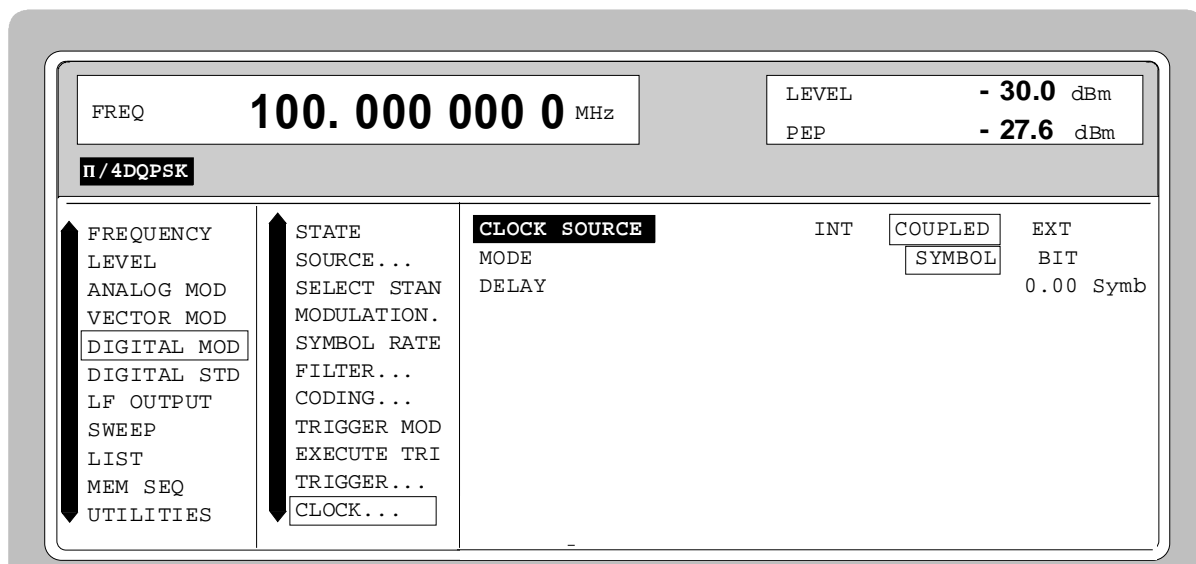 FREQ 100. 000 000 0 MHz
LEVEL - 30.0 dBm
PEP - 27.6 dBm
π/4DQPSK
FREQUENCY
LEVEL
ANALOG MOD
VECTOR MOD
DIGITAL MOD
DIGITAL STD
LF OUTPUT
SWEEP
LIST
MEM SEQ
UTILITIES
STATE
SOURCE...
SELECT STAN
MODULATION.
SYMBOL RATE
FILTER...
CODING...
TRIGGER MOD
EXECUTE TRI
TRIGGER...
CLOCK...
CLOCK SOURCE INT COUPLED EXT
MODE SYMBOL BIT
DELAY 0.00 Symb